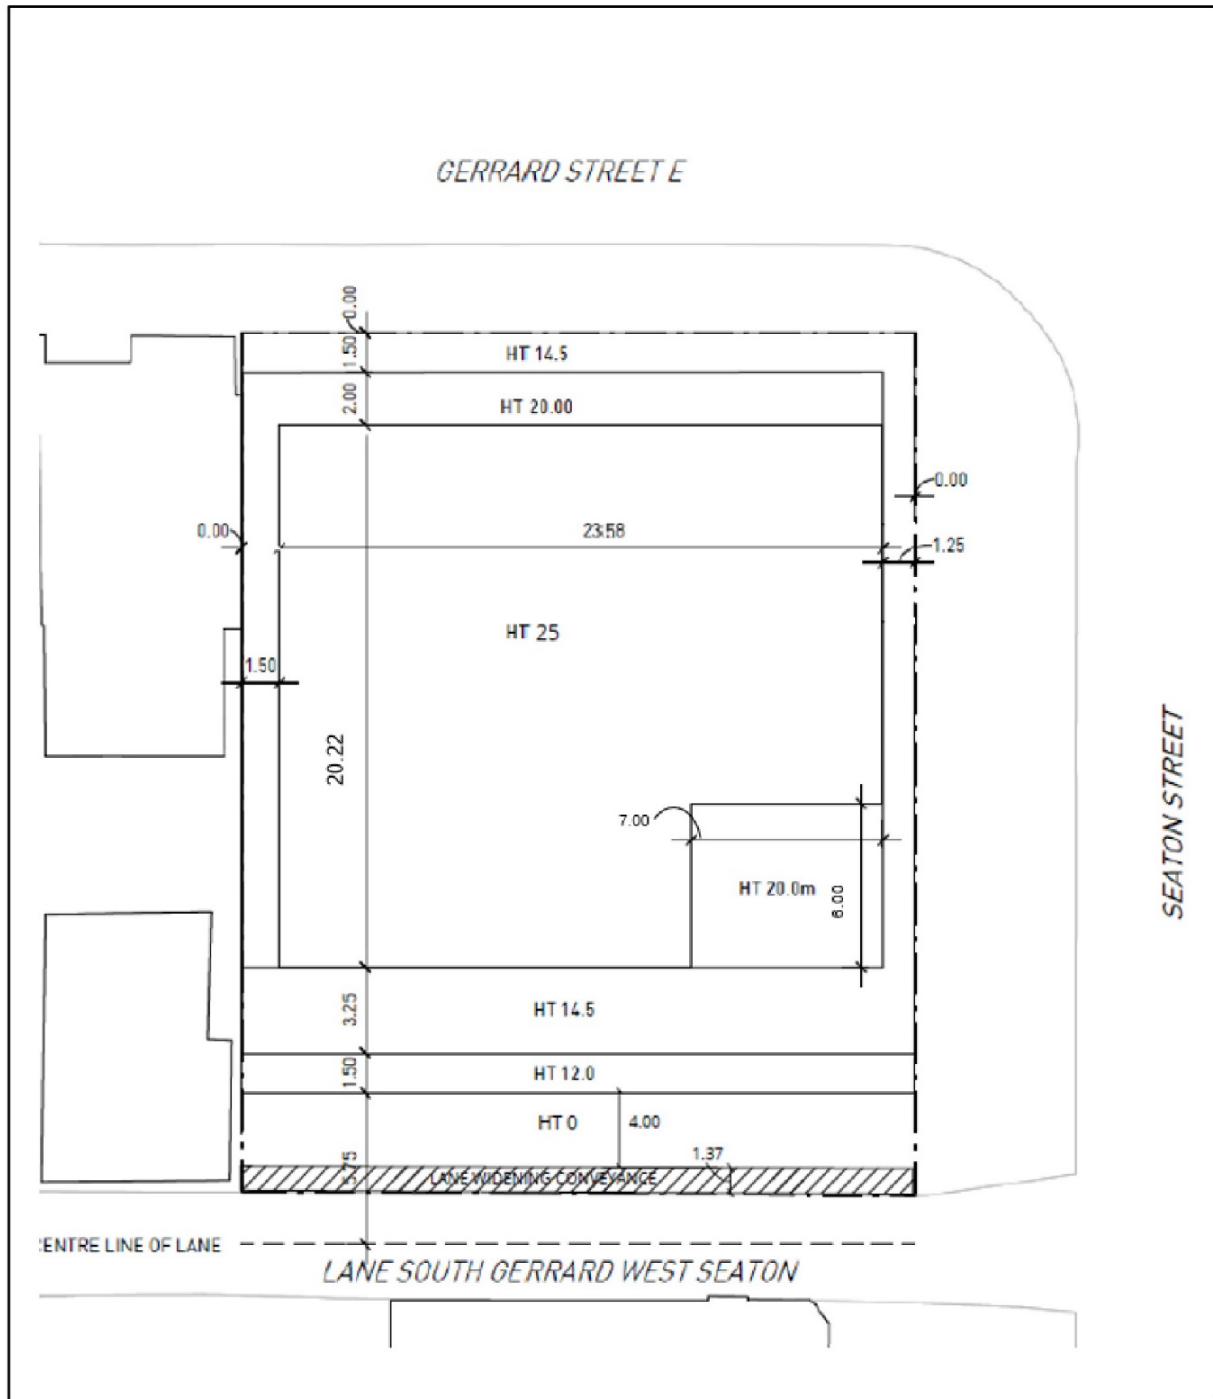 GERRARD STREET E
0.00
1.50
HT 14.5
2.00
HT 20.00
0.00
0.00
23.58
1.25
HT 25
1.50
20.22
SEATON STREET
7.00
HT 20.0m
6.00
3.25
HT 14.5
1.50
HT 12.0
HT 0
4.00
5.75
1.37
LANE WIDENING CONVEYANCE
CENTRE LINE OF LANE
LANE SOUTH GERRARD WEST SEATON